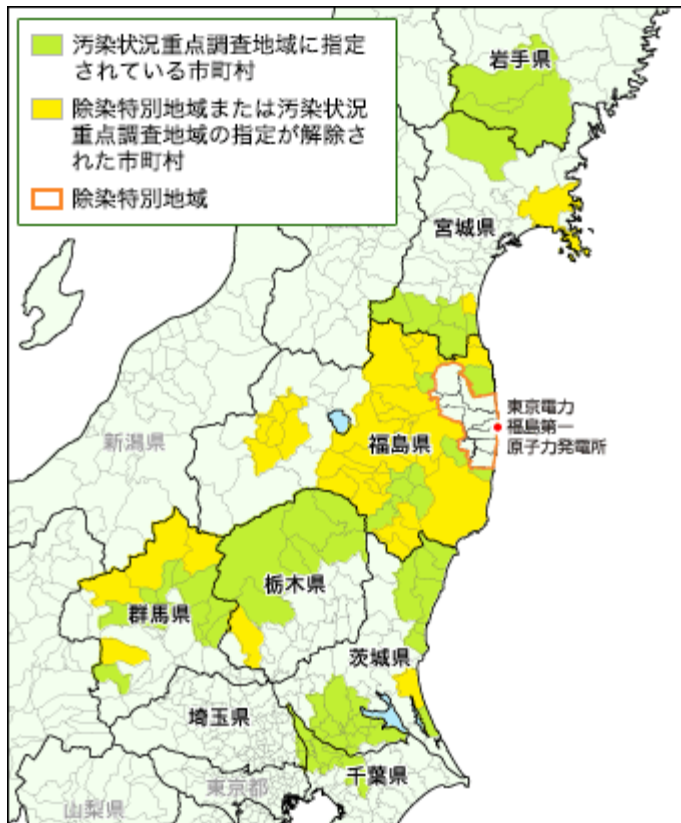 汚染状況重点調査地域に指定
されている市町村
除染特別地域または汚染状況
重点調査地域の指定が解除さ
れた市町村
除染特別地域
岩手県
宮城県
東京電力
福島第一
原子力発電所
新潟県
福島県
栃木県
群馬県
茨城県
埼玉県
東京都
千葉県
山梨県